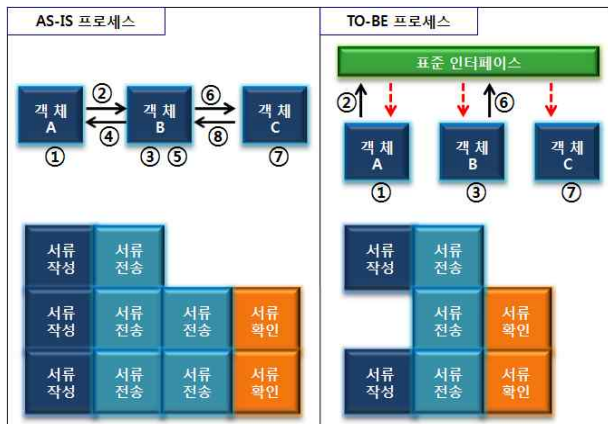 AS-IS 프로세스
객 체
A
②
④
객 체
B
⑥
⑧
객 체
C
①
③ ⑤
⑦
서류
작성
서류
전송
서류
작성
서류
전송
서류
전송
서류
확인
서류
작성
서류
전송
서류
전송
서류
확인
TO-BE 프로세스
표준 인터페이스
②
⑥
객 체
A
객 체
B
객 체
C
①
③
⑦
서류
작성
서류
전송
서류
전송
서류
확인
서류
작성
서류
전송
서류
확인